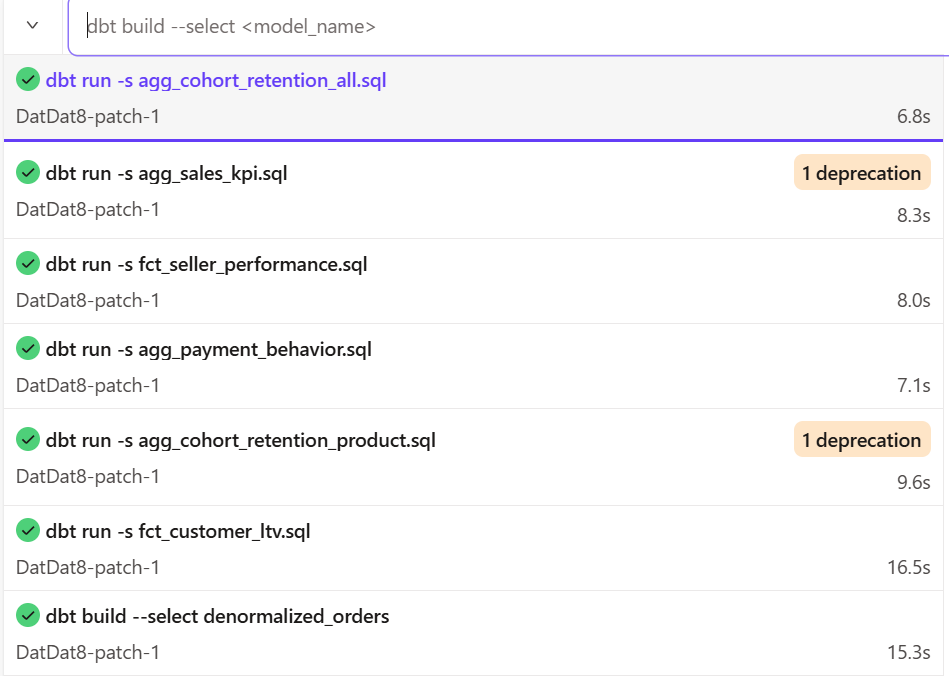 dbt build --select <model_name>
dbt run -s agg_cohort_retention_all.sql
DatDat8-patch-1 6.8s
dbt run -s agg_sales_kpi.sql 1 deprecation
DatDat8-patch-1 8.3s
dbt run -s fct_seller_performance.sql
DatDat8-patch-1 8.0s
dbt run -s agg_payment_behavior.sql
DatDat8-patch-1 7.1s
dbt run -s agg_cohort_retention_product.sql 1 deprecation
DatDat8-patch-1 9.6s
dbt run -s fct_customer_ltv.sql
DatDat8-patch-1 16.5s
dbt build --select denormalized_orders
DatDat8-patch-1 15.3s